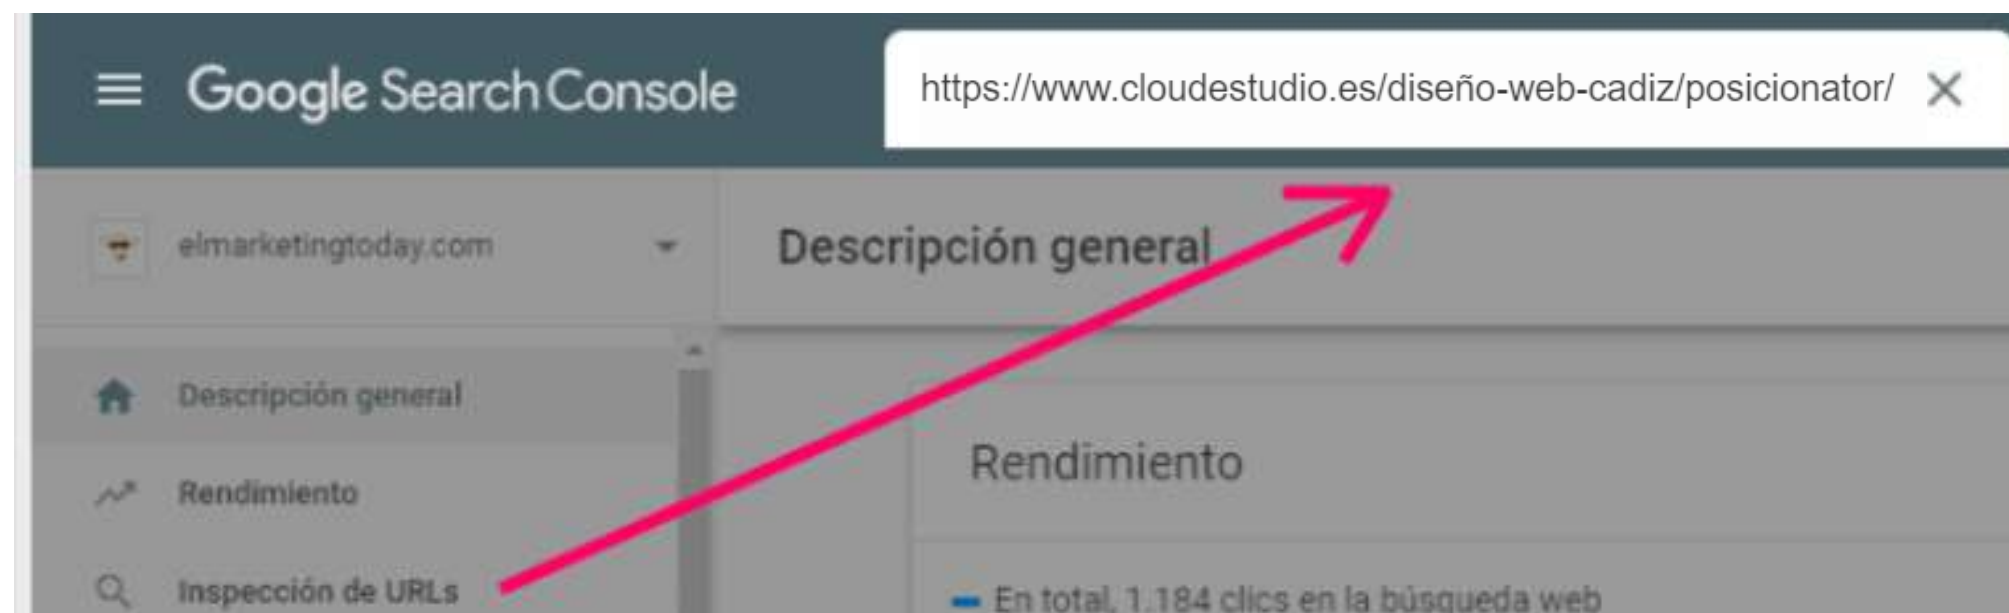 Google Search Console
https://www.cloudestudio.es/diseño-web-cadiz/posicionator/
elmarketingtoday.com
Descripción general
Descripción general
Rendimiento
Rendimiento
Inspección de URLs
En total, 1.184 clics en la búsqueda web